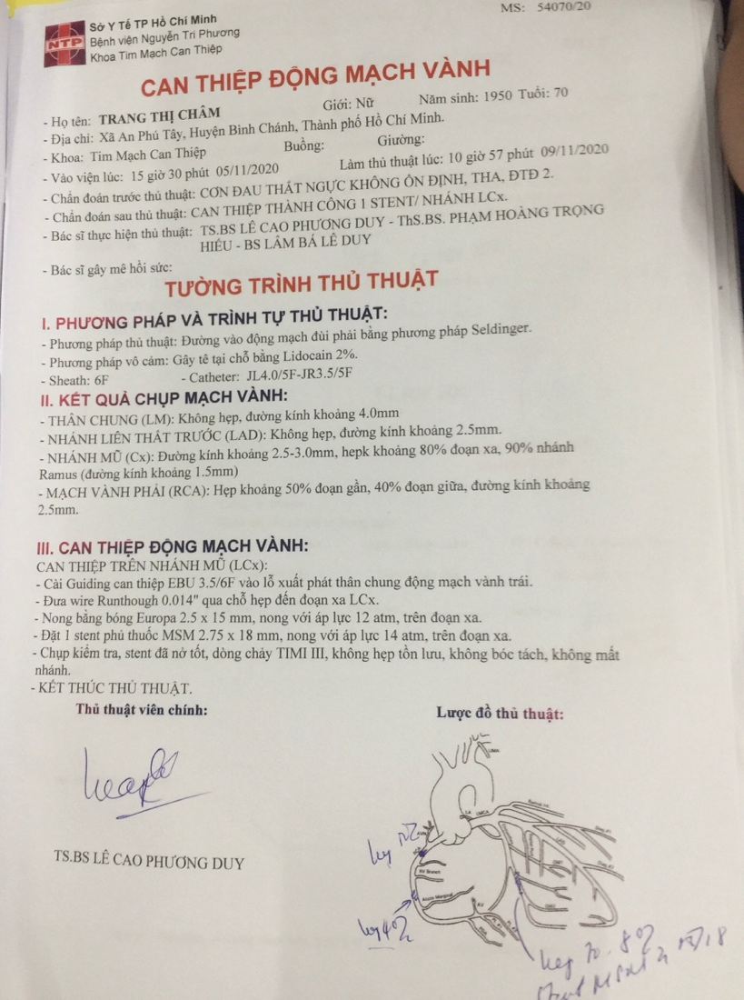 MS: 54070/20
Sở Y Tế TP Hồ Chí Minh
NTP
Bệnh viện Nguyễn Tri Phương
Khoa Tim Mạch Can Thiệp
CAN THIỆP ĐỘNG MẠCH VÀNH
- Họ tên: TRANG THỊ CHÂM Giới: Nữ Năm sinh: 1950 Tuổi: 70
- Địa chỉ: Xã An Phú Tây, Huyện Bình Chánh, Thành phố Hồ Chí Minh.
- Khoa: Tim Mạch Can Thiệp Buồng: Giường:
- Vào viện lúc: 15 giờ 30 phút 05/11/2020 Làm thủ thuật lúc: 10 giờ 57 phút 09/11/2020
- Chẩn đoán trước thủ thuật: CƠN ĐAU THẮT NGỰC KHÔNG ỔN ĐỊNH, THA, ĐTĐ 2.
- Chẩn đoán sau thủ thuật: CAN THIỆP THÀNH CÔNG 1 STENT/ NHÁNH LCx.
- Bác sĩ thực hiện thủ thuật: TS.BS LÊ CAO PHƯƠNG DUY - ThS.BS. PHẠM HOÀNG TRỌNG
HIẾU - BS LÂM BÁ LÊ DUY
- Bác sĩ gây mê hồi sức:
TƯỜNG TRÌNH THỦ THUẬT
I. PHƯƠNG PHÁP VÀ TRÌNH TỰ THỦ THUẬT:
- Phương pháp thủ thuật: Đường vào động mạch đùi phải bằng phương pháp Seldinger.
- Phương pháp vô cảm: Gây tê tại chỗ bằng Lidocain 2%.
- Sheath: 6F - Catheter: JL4.0/5F-JR3.5/5F
II. KẾT QUẢ CHỤP MẠCH VÀNH:
- THÂN CHUNG (LM): Không hẹp, đường kính khoảng 4.0mm
- NHÁNH LIÊN THẤT TRƯỚC (LAD): Không hẹp, đường kính khoảng 2.5mm.
- NHÁNH MŨ (Cx): Đường kính khoảng 2.5-3.0mm, hepk khoảng 80% đoạn xa, 90% nhánh
Ramus (đường kính khoảng 1.5mm)
- MẠCH VÀNH PHẢI (RCA): Hẹp khoảng 50% đoạn gần, 40% đoạn giữa, đường kính khoảng
2.5mm.
III. CAN THIỆP ĐỘNG MẠCH VÀNH:
CAN THIỆP TRÊN NHÁNH MŨ (LCx):
- Cài Guiding can thiệp EBU 3.5/6F vào lỗ xuất phát thân chung động mạch vành trái.
- Đưa wire Runthough 0.014" qua chỗ hẹp đến đoạn xa LCx.
- Nong bằng bóng Europa 2.5 x 15 mm, nong với áp lực 12 atm, trên đoạn xa.
- Đặt 1 stent phủ thuốc MSM 2.75 x 18 mm, nong với áp lực 14 atm, trên đoạn xa.
- Chụp kiểm tra, stent đã nở tốt, dòng chảy TIMI III, không hẹp tồn lưu, không bóc tách, không mất
nhánh.
- KẾT THÚC THỦ THUẬT.
Thủ thuật viên chính: Lược đồ thủ thuật:
TS.BS LÊ CAO PHƯƠNG DUY
Acute Marginal